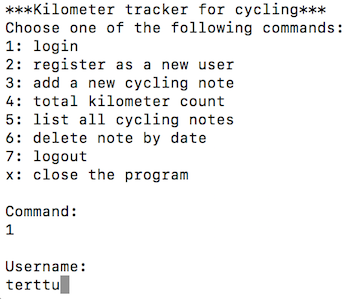 ***Kilometer tracker for cycling***
Choose one of the following commands:
1: login
2: register as a new user
3: add a new cycling note
4: total kilometer count
5: list all cycling notes
6: delete note by date
7: logout
x: close the program
Command:
1
Username:
terttu